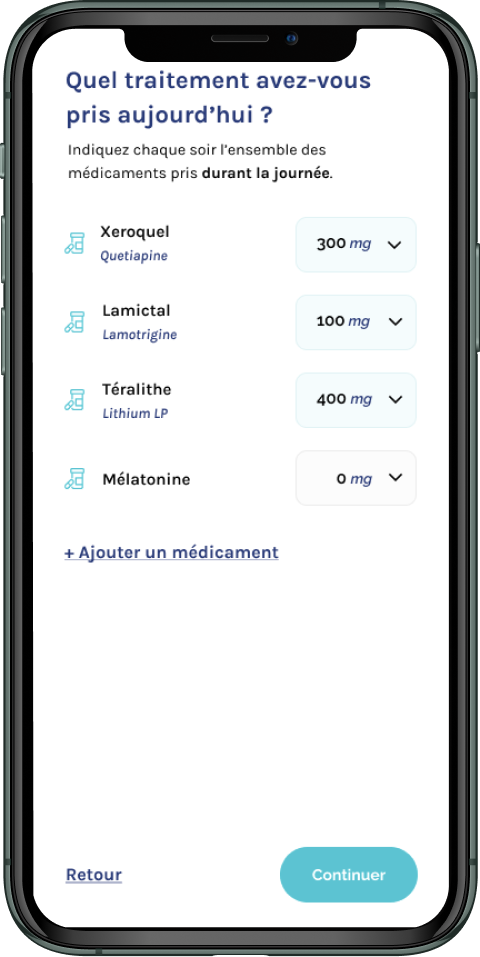 Quel traitement avez-vous
pris aujourd'hui ?
Indiquez chaque soir l'ensemble des
médicaments pris durant la journée.
Xeroquel
300 mg
Quetiapine
Lamictal
100 mg
Lamotrigine
Téralithe
400 mg
Lithium LP
Mélatonine
0 mg
+ Ajouter un médicament
Retour
Continuer